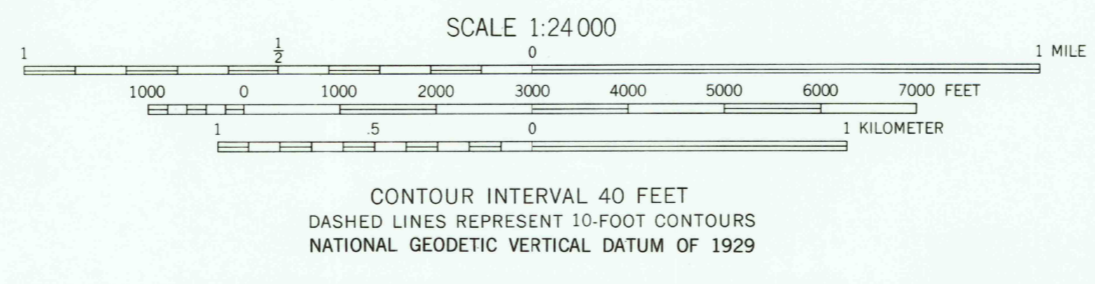 SCALE 1:24 000
1 1/2 0 1 MILE
1000 0 1000 2000 3000 4000 5000 6000 7000 FEET
1 .5 0 1 KILOMETER
CONTOUR INTERVAL 40 FEET
DASHED LINES REPRESENT 10-FOOT CONTOURS
NATIONAL GEODETIC VERTICAL DATUM OF 1929